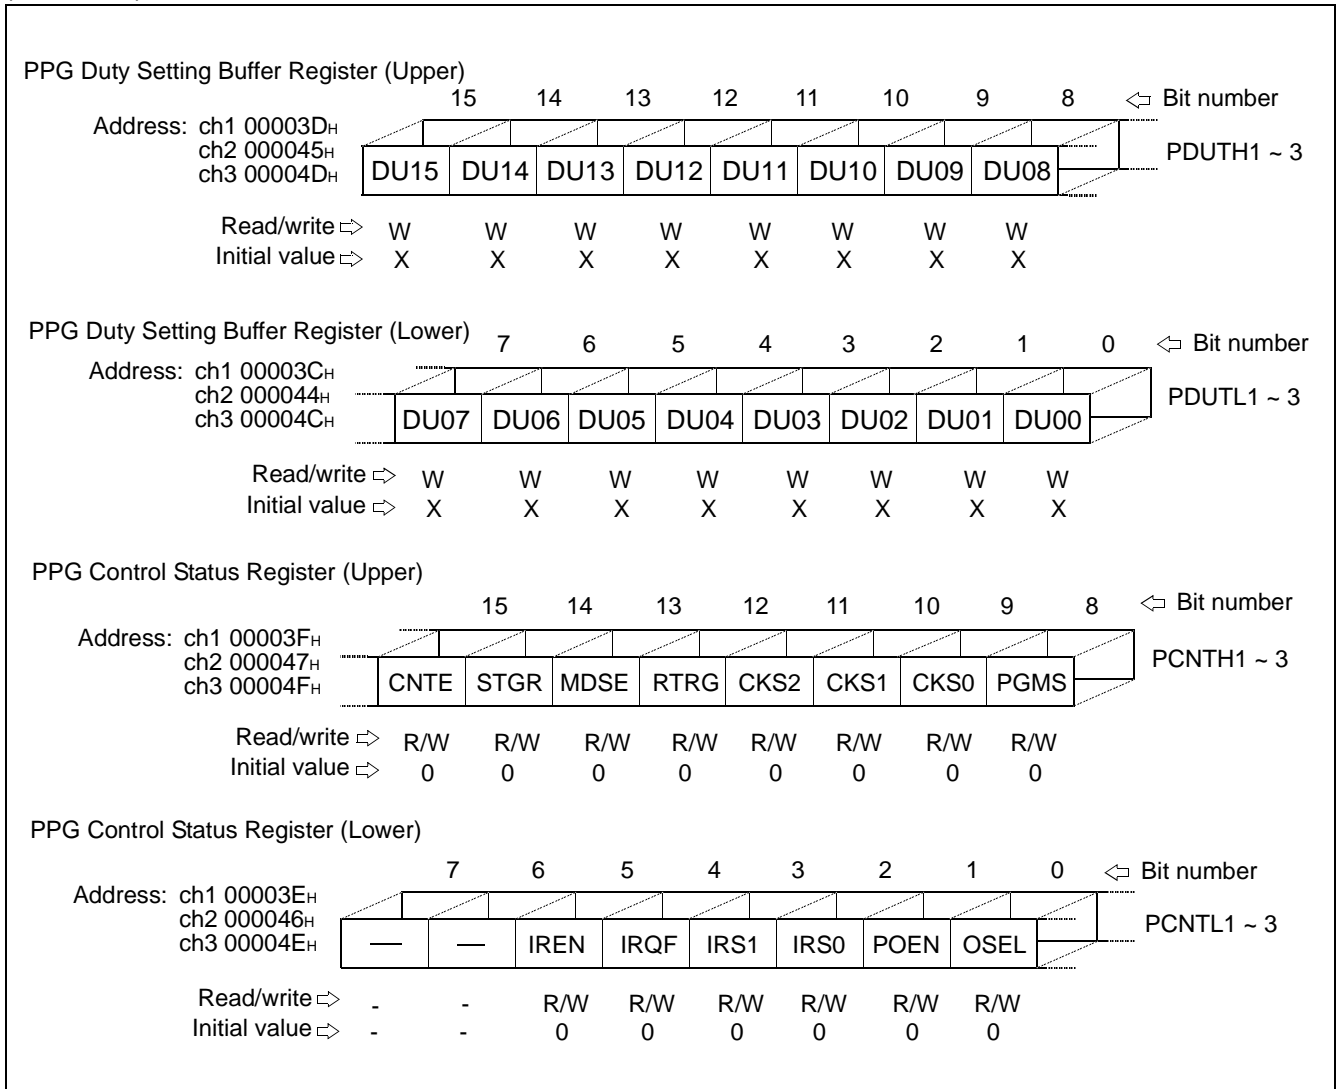 PPG Duty Setting Buffer Register (Upper)
15 14 13 12 11 10 9 8 ⇦ Bit number
Address: ch1 00003DH
ch2 000045H
ch3 00004DH
DU15 DU14 DU13 DU12 DU11 DU10 DU09 DU08
PDUTH1 ~ 3
Read/write ⇨ W W W W W W W W
Initial value ⇨ X X X X X X X X
PPG Duty Setting Buffer Register (Lower)
7 6 5 4 3 2 1 0 ⇦ Bit number
Address: ch1 00003CH
ch2 000044H
ch3 00004CH
DU07 DU06 DU05 DU04 DU03 DU02 DU01 DU00
PDUTL1 ~ 3
Read/write ⇨ W W W W W W W W
Initial value ⇨ X X X X X X X X
PPG Control Status Register (Upper)
15 14 13 12 11 10 9 8 ⇦ Bit number
Address: ch1 00003FH
ch2 000047H
ch3 00004FH
CNTE STGR MDSE RTRG CKS2 CKS1 CKS0 PGMS
PCNTH1 ~ 3
Read/write ⇨ R/W R/W R/W R/W R/W R/W R/W R/W
Initial value ⇨ 0 0 0 0 0 0 0 0
PPG Control Status Register (Lower)
7 6 5 4 3 2 1 0 ⇦ Bit number
Address: ch1 00003EH
ch2 000046H
ch3 00004EH
— — IREN IRQF IRS1 IRS0 POEN OSEL
PCNTL1 ~ 3
Read/write ⇨ - - R/W R/W R/W R/W R/W R/W
Initial value ⇨ - - 0 0 0 0 0 0